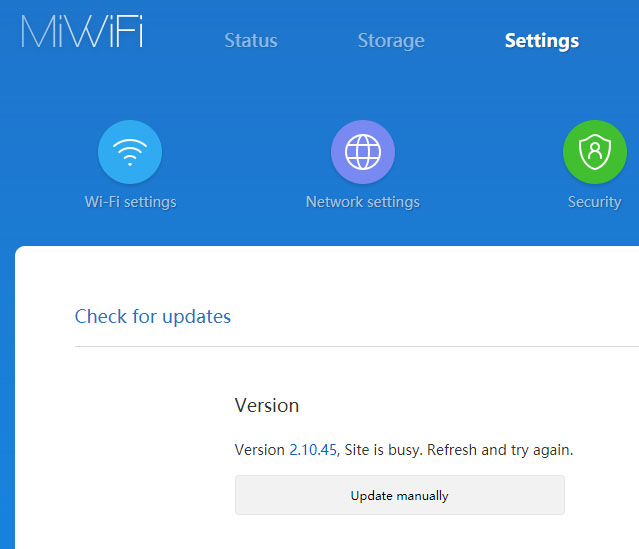 MiWiFi
Status Storage Settings
Wi-Fi settings Network settings Security
Check for updates
Version
Version 2.10.45, Site is busy. Refresh and try again.
Update manually